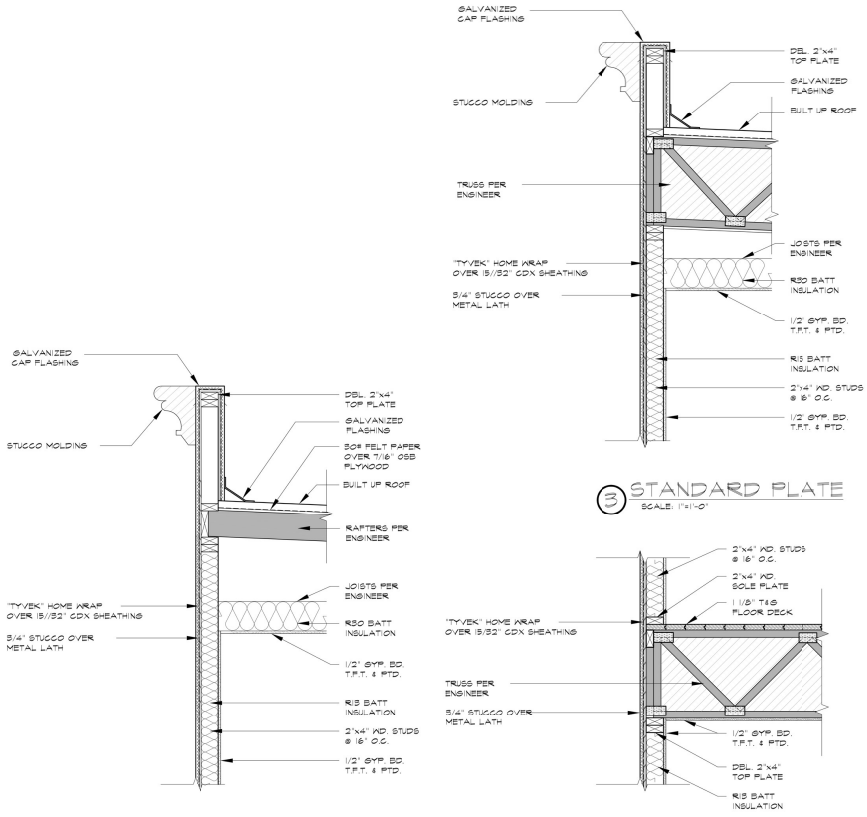 GALVANIZED
CAP FLASHING
STUCCO MOLDING
DBL. 2"x4"
TOP PLATE
GALVANIZED
FLASHING
BUILT UP ROOF
TRUSS PER
ENGINEER
"TYVEK" HOME WRAP
OVER 15//32" CDX SHEATHING
3/4" STUCCO OVER
METAL LATH
JOISTS PER
ENGINEER
R30 BATT
INSULATION
1/2" GYP. BD.
T.F.T. & PTD.
R13 BATT
INSULATION
2"x4" WD. STUDS
@ 16" O.C.
1/2" GYP. BD.
T.F.T. & PTD.
3 STANDARD PLATE
SCALE: 1"=1'-0"
GALVANIZED
CAP FLASHING
STUCCO MOLDING
DBL. 2"x4"
TOP PLATE
GALVANIZED
FLASHING
30# FELT PAPER
OVER 7/16" OSB
PLYWOOD
BUILT UP ROOF
RAFTERS PER
ENGINEER
"TYVEK" HOME WRAP
OVER 15//32" CDX SHEATHING
3/4" STUCCO OVER
METAL LATH
JOISTS PER
ENGINEER
R30 BATT
INSULATION
1/2" GYP. BD.
T.F.T. & PTD.
R13 BATT
INSULATION
2"x4" WD. STUDS
@ 16" O.C.
1/2" GYP. BD.
T.F.T. & PTD.
2"x4" WD. STUDS
@ 16" O.C.
2"x4" WD.
SOLE PLATE
1 1/8" T&G
FLOOR DECK
"TYVEK" HOME WRAP
OVER 15/32" CDX SHEATHING
TRUSS PER
ENGINEER
3/4" STUCCO OVER
METAL LATH
1/2" GYP. BD.
T.F.T. & PTD.
DBL. 2"x4"
TOP PLATE
R13 BATT
INSULATION